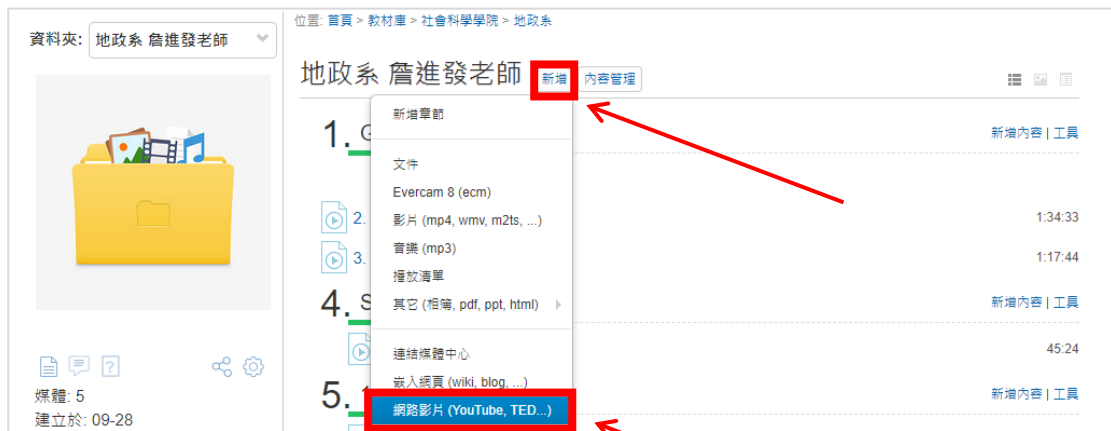 位置: 首頁 > 教材庫 > 社會科學學院 > 地政系
資料夾: 地政系 詹進發老師
地政系 詹進發老師 新增 內容管理
新增章節
文件
Evercam 8 (ecm)
影片 (mp4, wmv, m2ts, ...)
音樂 (mp3)
播放清單
其它 (相簿, pdf, ppt, html)
連結媒體中心
嵌入網頁 (wiki, blog, ...)
網路影片 (YouTube, TED...)
1. G
新增內容 | 工具
2.
1:34:33
3.
1:17:44
4. S
新增內容 | 工具
45:24
5.
新增內容 | 工具
媒體: 5
建立於: 09-28